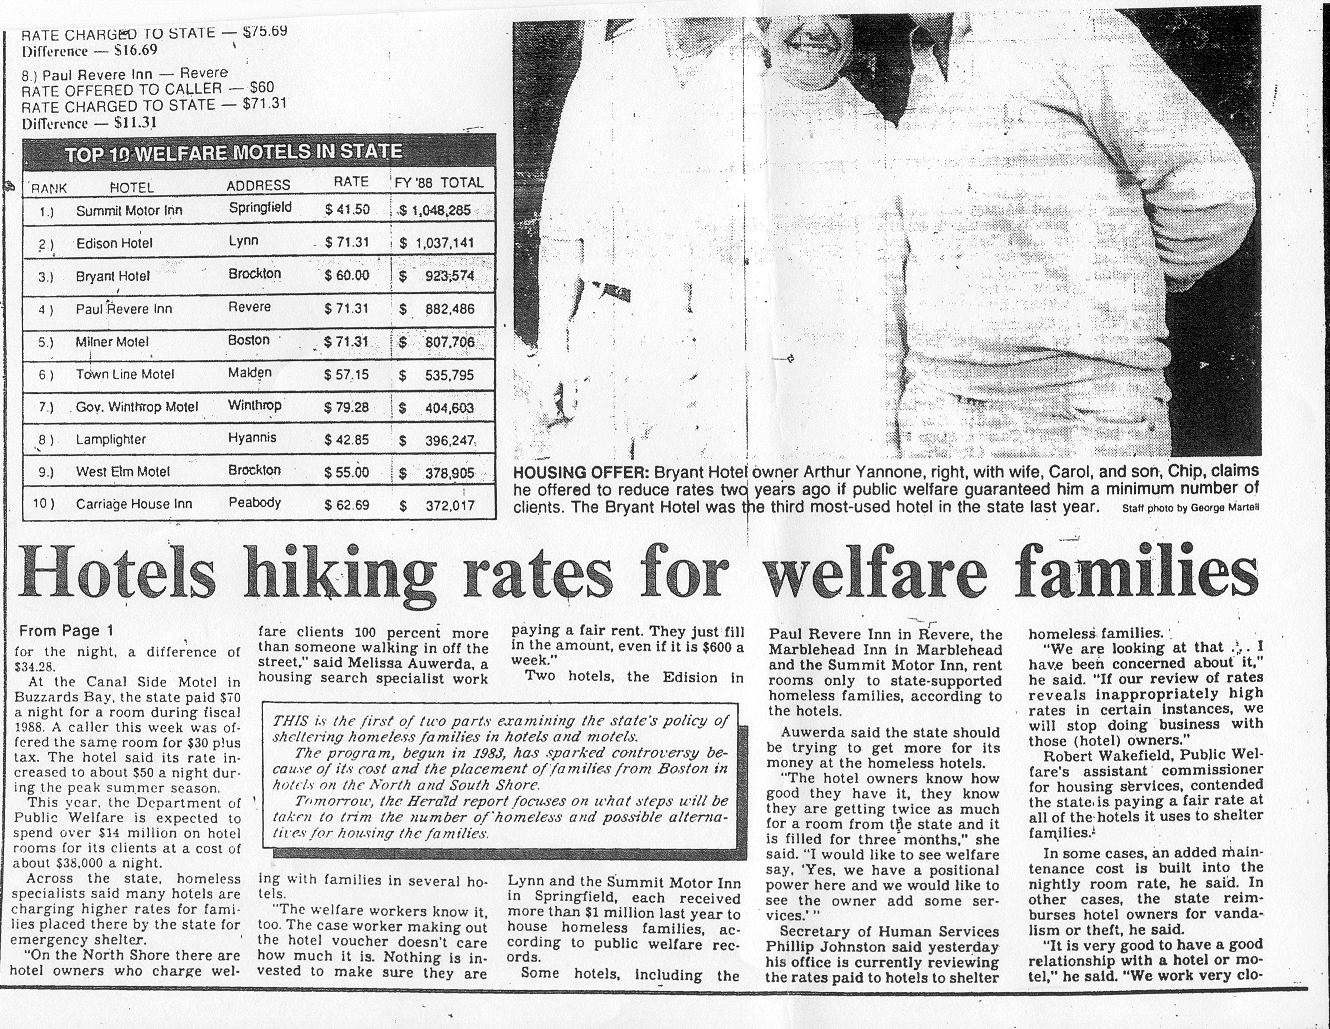 RATE CHARGED TO STATE — $75.69
Difference — $16.69
8.) Paul Revere Inn — Revere
RATE OFFERED TO CALLER — $60
RATE CHARGED TO STATE — $71.31
Difference — $11.31
TOP 10 WELFARE MOTELS IN STATE
RANK HOTEL ADDRESS RATE FY '88 TOTAL
1.) Summit Motor Inn Springfield $ 41.50 $ 1,048,285
2) Edison Hotel Lynn $ 71.31 $ 1,037,141
3.) Bryant Hotel Brockton $ 60.00 $ 923,574
4) Paul Revere Inn Revere $ 71.31 $ 882,486
5.) Milner Motel Boston $ 71.31 $ 807,706
6) Town Line Motel Malden $ 57.15 $ 535,795
7.) Gov. Winthrop Motel Winthrop $ 79.28 $ 404,603
8) Lamplighter Hyannis $ 42.85 $ 396,247
9.) West Elm Motel Brockton $ 55.00 $ 378,905
10) Carriage House Inn Peabody $ 62.69 $ 372,017
HOUSING OFFER: Bryant Hotel owner Arthur Yannone, right, with wife, Carol, and son, Chip, claims
he offered to reduce rates two years ago if public welfare guaranteed him a minimum number of
clients. The Bryant Hotel was the third most-used hotel in the state last year. Staff photo by George Martell
Hotels hiking rates for welfare families
From Page 1
for the night, a difference of
$34.28.
At the Canal Side Motel in
Buzzards Bay, the state paid $70
a night for a room during fiscal
1988. A caller this week was of-
fered the same room for $30 plus
tax. The hotel said its rate in-
creased to about $50 a night dur-
ing the peak summer season.
This year, the Department of
Public Welfare is expected to
spend over $14 million on hotel
rooms for its clients at a cost of
about $38,000 a night.
Across the state, homeless
specialists said many hotels are
charging higher rates for fami-
lies placed there by the state for
emergency shelter.
"On the North Shore there are
hotel owners who charge wel-
fare clients 100 percent more
than someone walking in off the
street," said Melissa Auwerda, a
housing search specialist work
THIS is the first of two parts examining the state's policy of
sheltering homeless families in hotels and motels.
The program, begun in 1983, has sparked controversy be-
cause of its cost and the placement of families from Boston in
hotels on the North and South Shore.
Tomorrow, the Herald report focuses on what steps will be
taken to trim the number of homeless and possible alterna-
tives for housing the families.
ing with families in several ho-
tels.
"The welfare workers know it,
too. The case worker making out
the hotel voucher doesn't care
how much it is. Nothing is in-
vested to make sure they are
paying a fair rent. They just fill
in the amount, even if it is $600 a
week."
Two hotels, the Edision in
Lynn and the Summit Motor Inn
in Springfield, each received
more than $1 million last year to
house homeless families, ac-
cording to public welfare rec-
ords.
Some hotels, including the
Paul Revere Inn in Revere, the
Marblehead Inn in Marblehead
and the Summit Motor Inn, rent
rooms only to state-supported
homeless families, according to
the hotels.
Auwerda said the state should
be trying to get more for its
money at the homeless hotels.
"The hotel owners know how
good they have it, they know
they are getting twice as much
for a room from the state and it
is filled for three months," she
said. "I would like to see welfare
say, 'Yes, we have a positional
power here and we would like to
see the owner add some ser-
vices.' "
Secretary of Human Services
Phillip Johnston said yesterday
his office is currently reviewing
the rates paid to hotels to shelter
homeless families.
"We are looking at that . . . I
have been concerned about it,"
he said. "If our review of rates
reveals inappropriately high
rates in certain instances, we
will stop doing business with
those (hotel) owners."
Robert Wakefield, Public Wel-
fare's assistant commissioner
for housing services, contended
the state is paying a fair rate at
all of the hotels it uses to shelter
families.
In some cases, an added main-
tenance cost is built into the
nightly room rate, he said. In
other cases, the state reim-
burses hotel owners for vanda-
lism or theft, he said.
"It is very good to have a good
relationship with a hotel or mo-
tel," he said. "We work very clo-